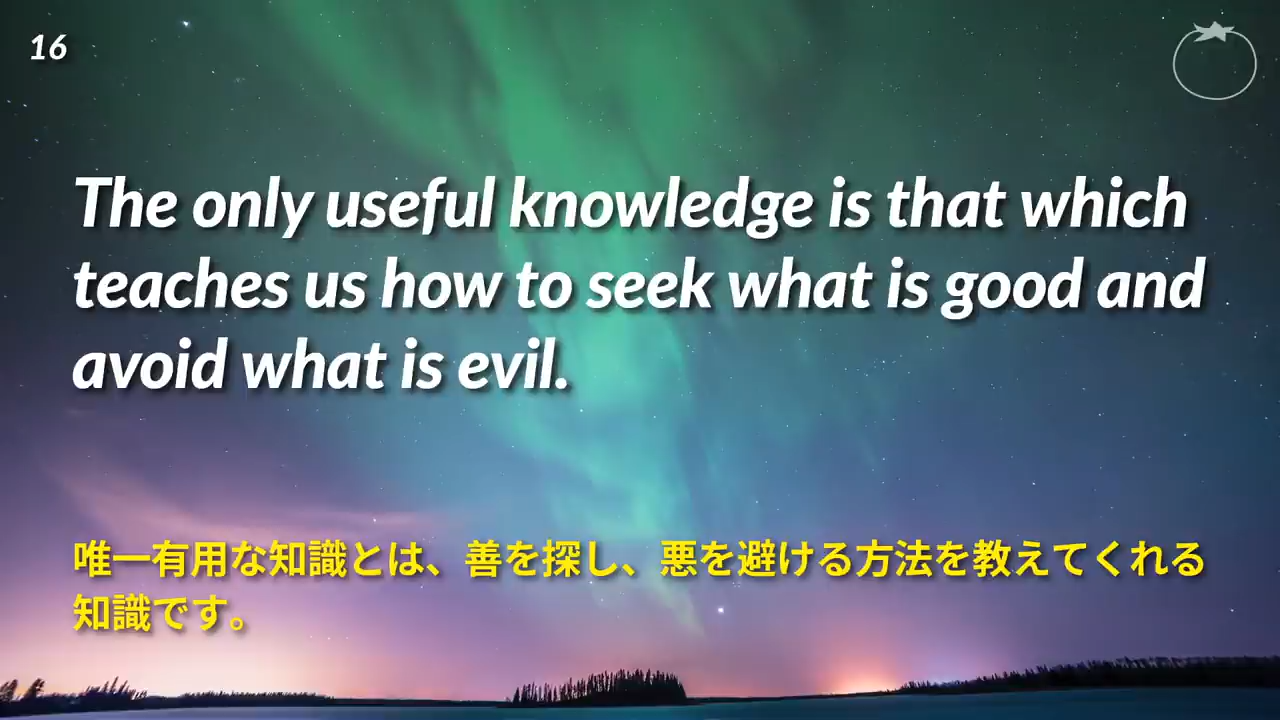 16
The only useful knowledge is that which
teaches us how to seek what is good and
avoid what is evil.
唯一有用な知識とは、善を探し、悪を避ける方法を教えてくれる
知識です。